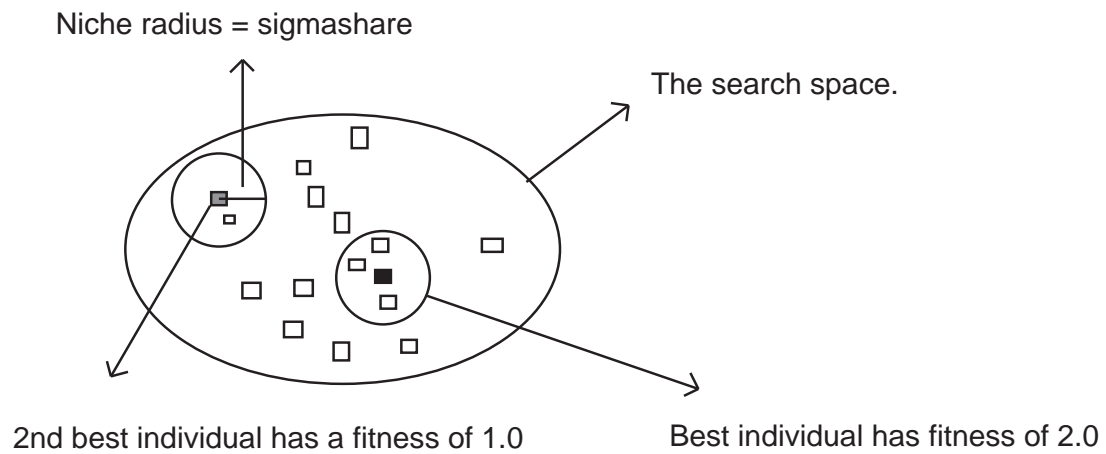 Niche radius = sigmashare
The search space.
2nd best individual has a fitness of 1.0
Best individual has fitness of 2.0